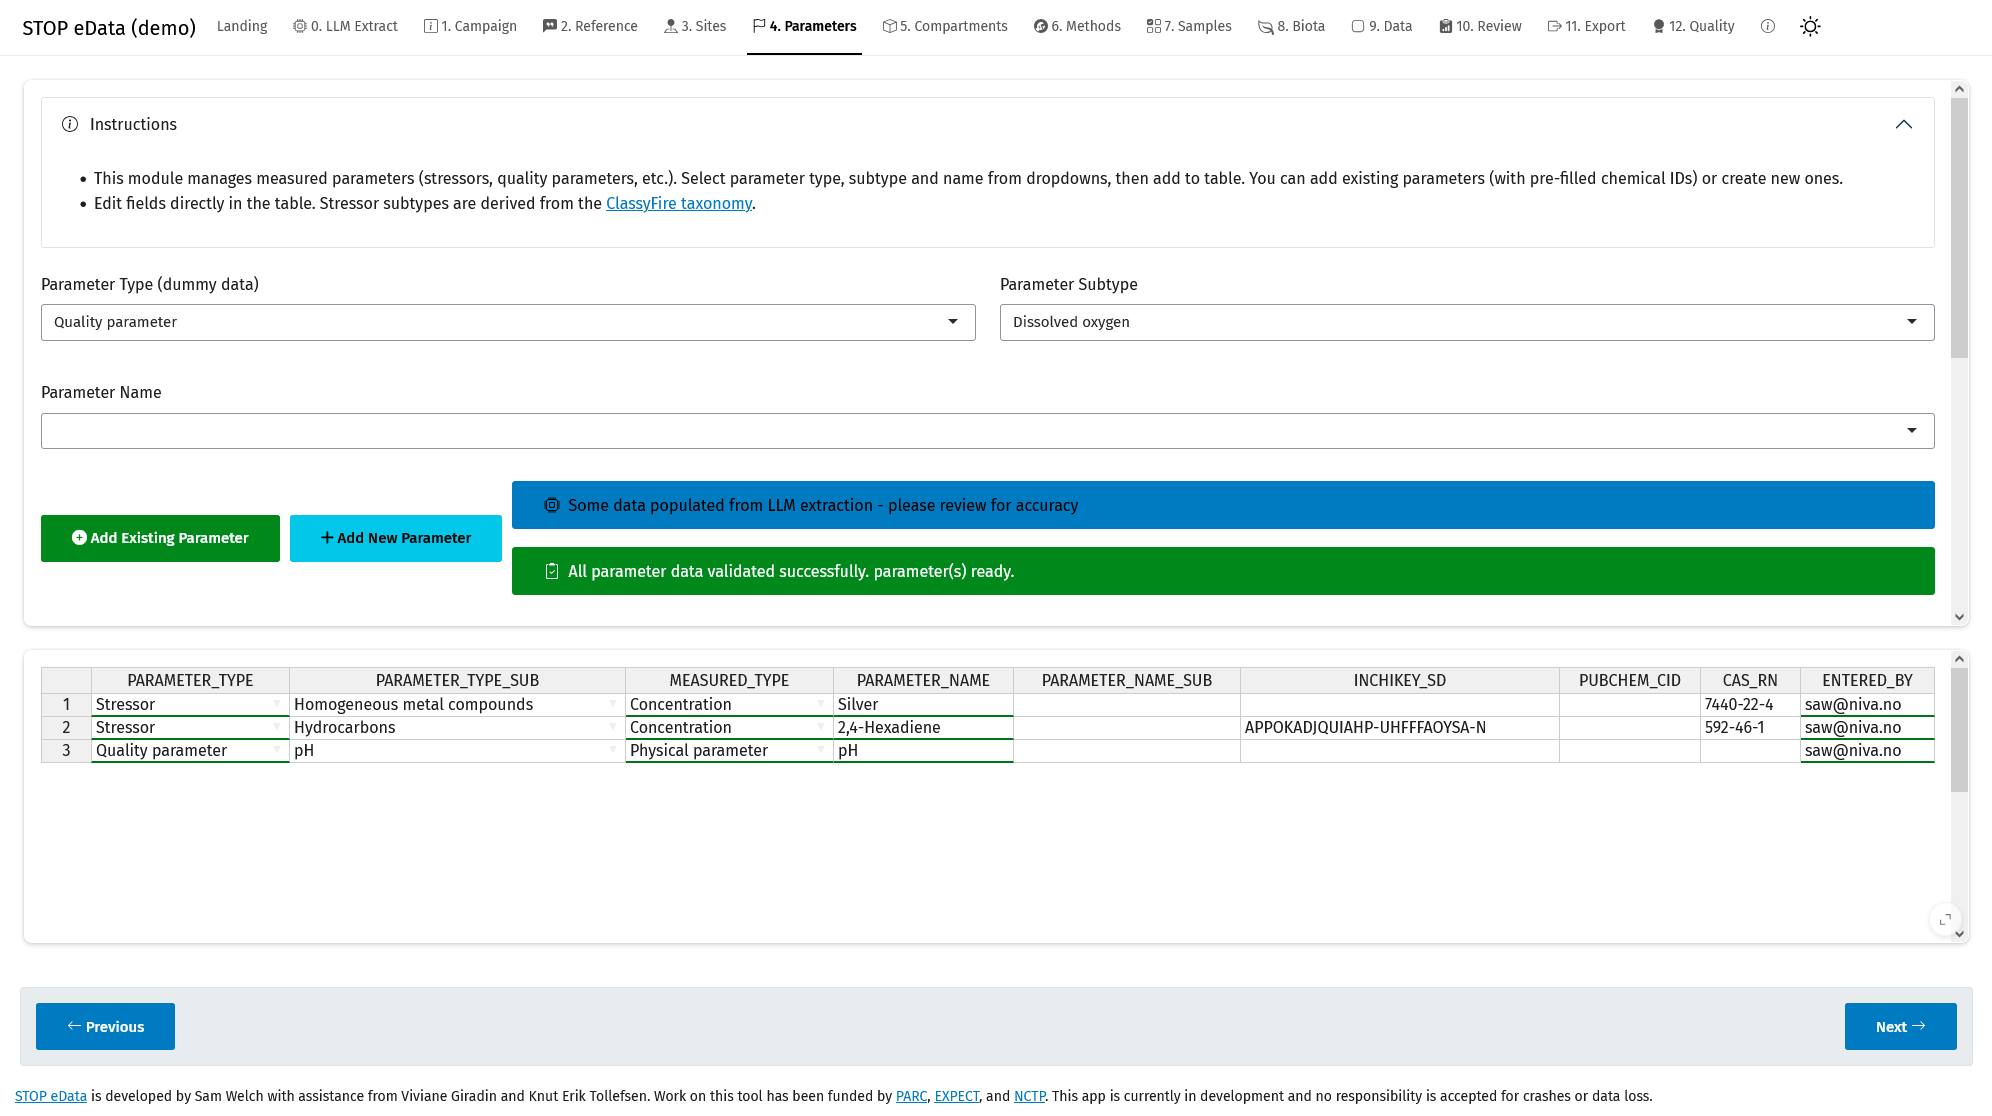 STOP eData (demo) Landing 0. LLM Extract 1. Campaign 2. Reference 3. Sites 4. Parameters 5. Compartments 6. Methods 7. Samples 8. Biota 9. Data 10. Review 11. Export 12. Quality
Instructions
• This module manages measured parameters (stressors, quality parameters, etc.). Select parameter type, subtype and name from dropdowns, then add to table. You can add existing parameters (with pre-filled chemical IDs) or create new ones.
• Edit fields directly in the table. Stressor subtypes are derived from the ClassyFire taxonomy.
Parameter Type (dummy data) Parameter Subtype
Quality parameter Dissolved oxygen
Parameter Name
Some data populated from LLM extraction - please review for accuracy
Add Existing Parameter Add New Parameter
All parameter data validated successfully. parameter(s) ready.
PARAMETER_TYPE PARAMETER_TYPE_SUB MEASURED_TYPE PARAMETER_NAME PARAMETER_NAME_SUB INCHIKEY_SD PUBCHEM_CID CAS_RN ENTERED_BY
1 Stressor Homogeneous metal compounds Concentration Silver 7440-22-4 saw@niva.no
2 Stressor Hydrocarbons Concentration 2,4-Hexadiene APPOKADJQUIAHP-UHFFFAOYSA-N 592-46-1 saw@niva.no
3 Quality parameter pH Physical parameter pH saw@niva.no
← Previous Next →
STOP eData is developed by Sam Welch with assistance from Viviane Giradin and Knut Erik Tollefsen. Work on this tool has been funded by PARC, EXPECT, and NCTP. This app is currently in development and no responsibility is accepted for crashes or data loss.